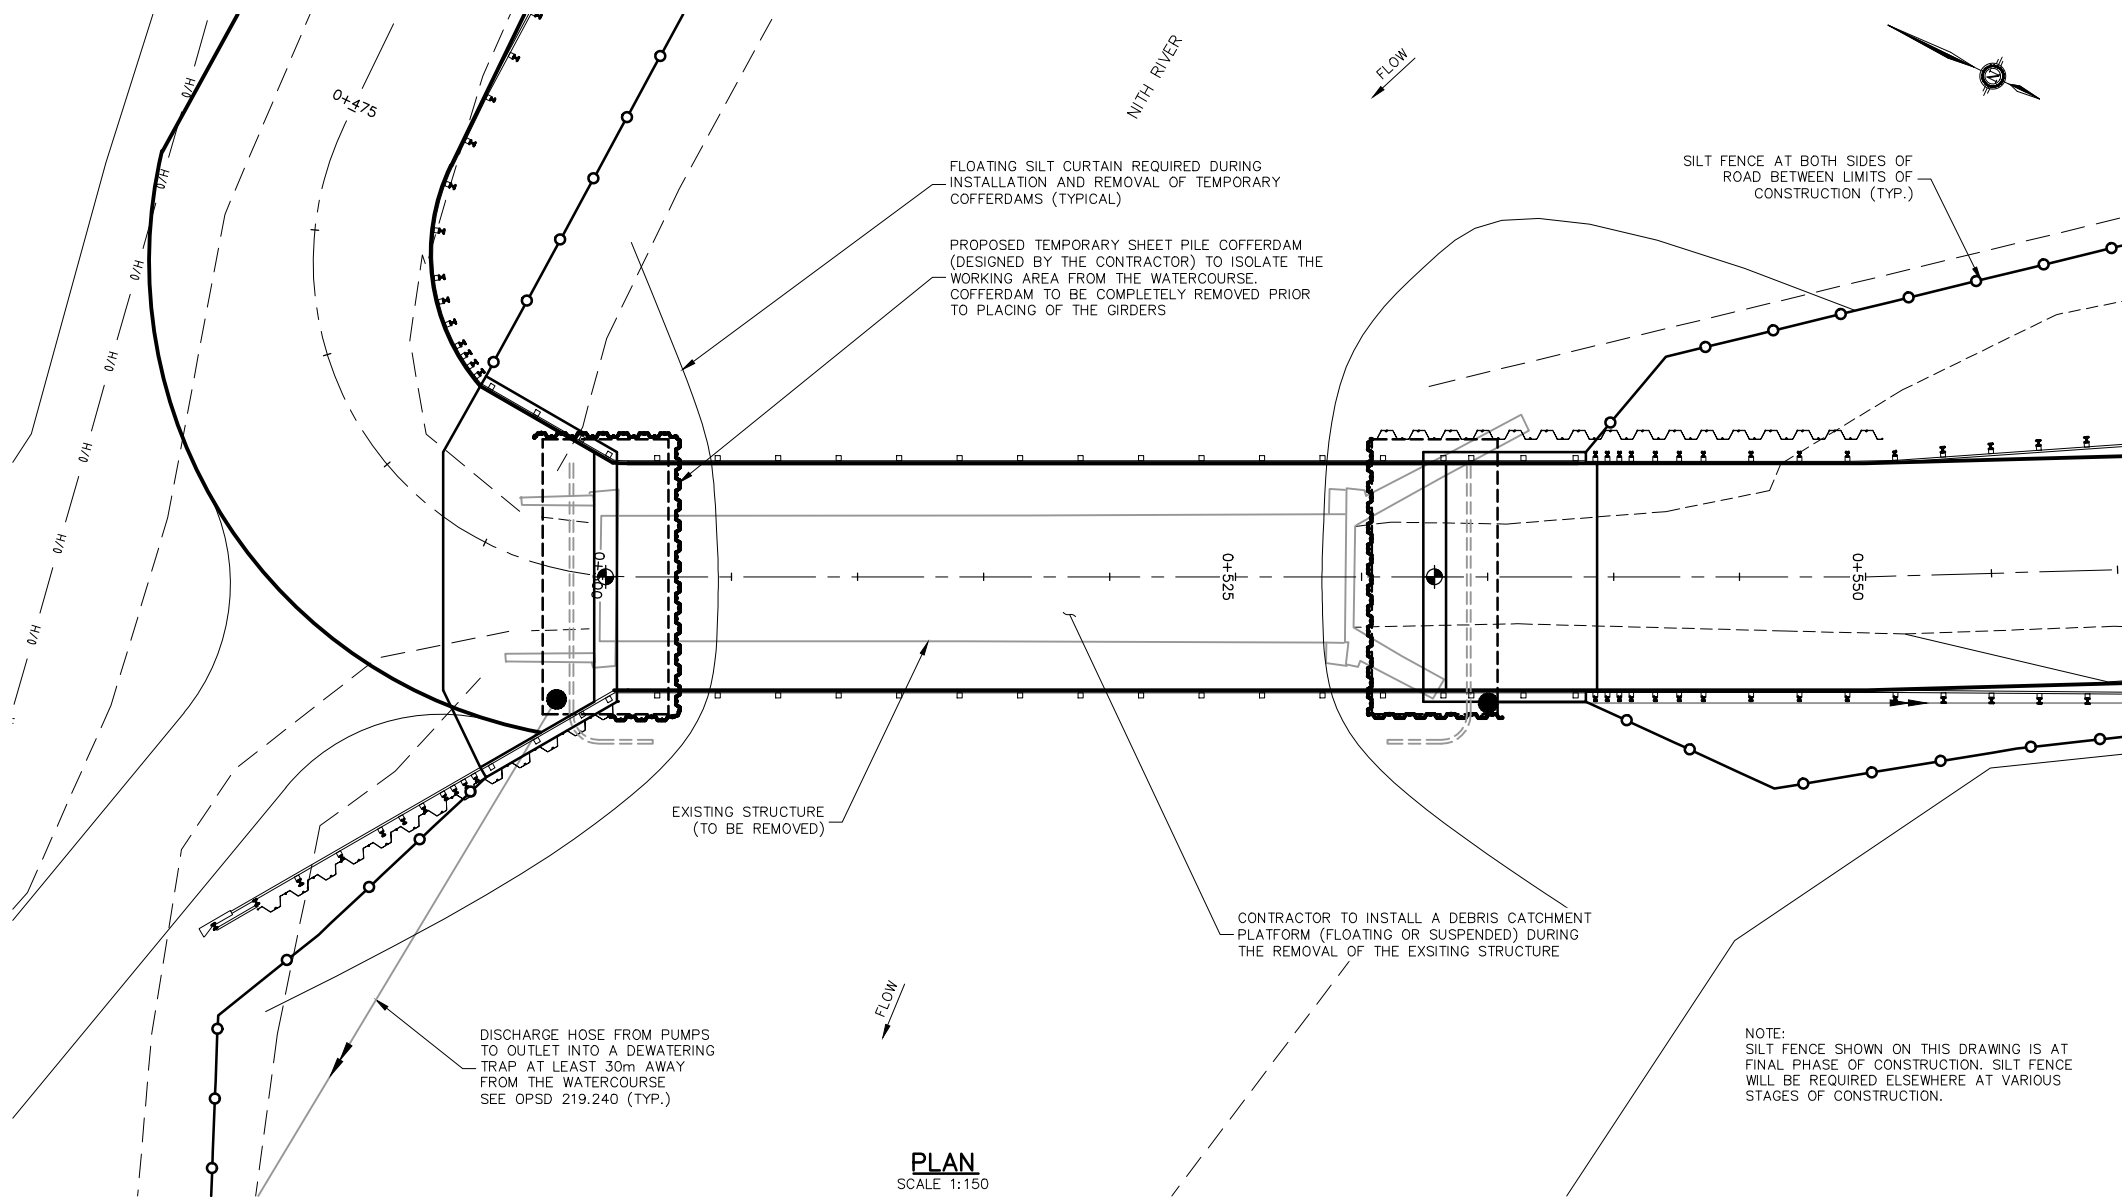 H/O
H/O
H/O
H/O
H/O
H/O
H/O
0+475
NITH RIVER
FLOW
N
FLOATING SILT CURTAIN REQUIRED DURING
INSTALLATION AND REMOVAL OF TEMPORARY
COFFERDAMS (TYPICAL)
SILT FENCE AT BOTH SIDES OF
ROAD BETWEEN LIMITS OF
CONSTRUCTION (TYP.)
PROPOSED TEMPORARY SHEET PILE COFFERDAM
(DESIGNED BY THE CONTRACTOR) TO ISOLATE THE
WORKING AREA FROM THE WATERCOURSE.
COFFERDAM TO BE COMPLETELY REMOVED PRIOR
TO PLACING OF THE GIRDERS
0+500
0+525
0+550
EXISTING STRUCTURE
(TO BE REMOVED)
CONTRACTOR TO INSTALL A DEBRIS CATCHMENT
PLATFORM (FLOATING OR SUSPENDED) DURING
THE REMOVAL OF THE EXSITING STRUCTURE
FLOW
DISCHARGE HOSE FROM PUMPS
TO OUTLET INTO A DEWATERING
TRAP AT LEAST 30m AWAY
FROM THE WATERCOURSE
SEE OPSD 219.240 (TYP.)
NOTE:
SILT FENCE SHOWN ON THIS DRAWING IS AT
FINAL PHASE OF CONSTRUCTION. SILT FENCE
WILL BE REQUIRED ELSEWHERE AT VARIOUS
STAGES OF CONSTRUCTION.
PLAN
SCALE 1:150